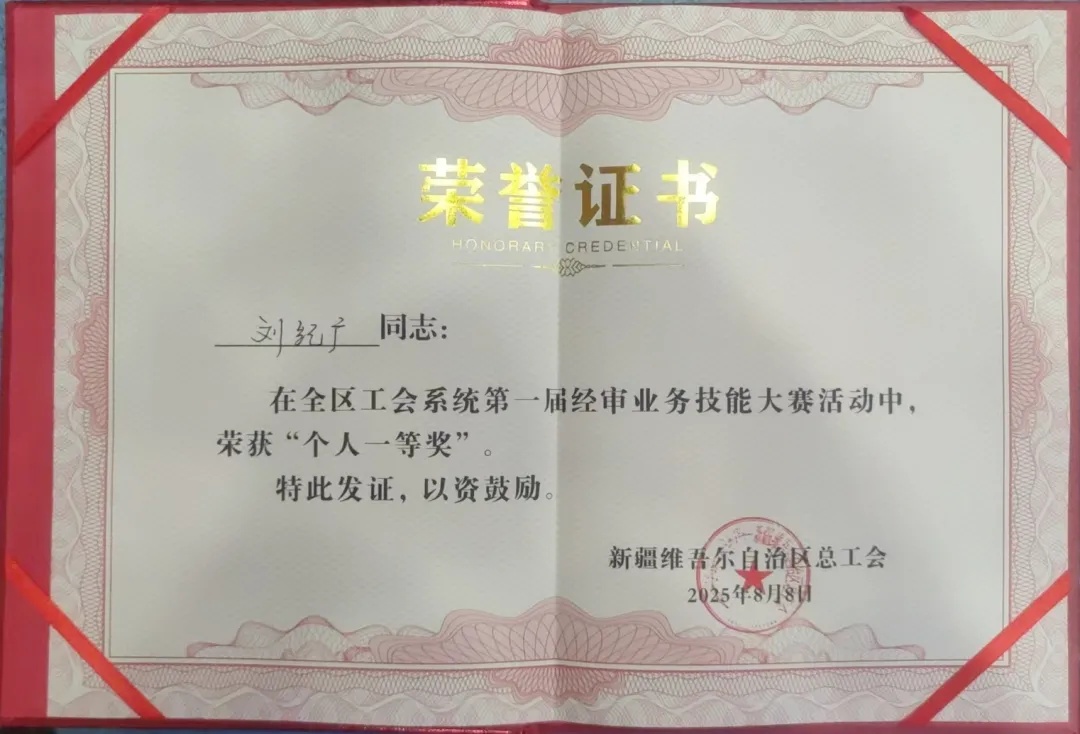 荣誉证书
HONORARY CREDENTIAL
刘纪广同志：
在全区工会系统第一届经审业务技能大赛活动中，
荣获“个人一等奖”。
特此发证，以资鼓励。
新疆维吾尔自治区总工会
2025年8月8日